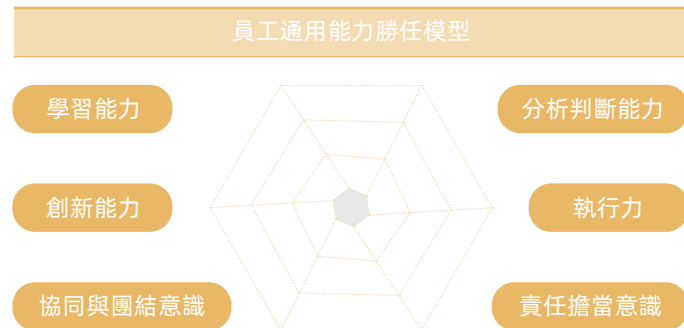 員工通用能力勝任模型
學習能力
分析判斷能力
創新能力
執行力
協同與團結意識
責任擔當意識